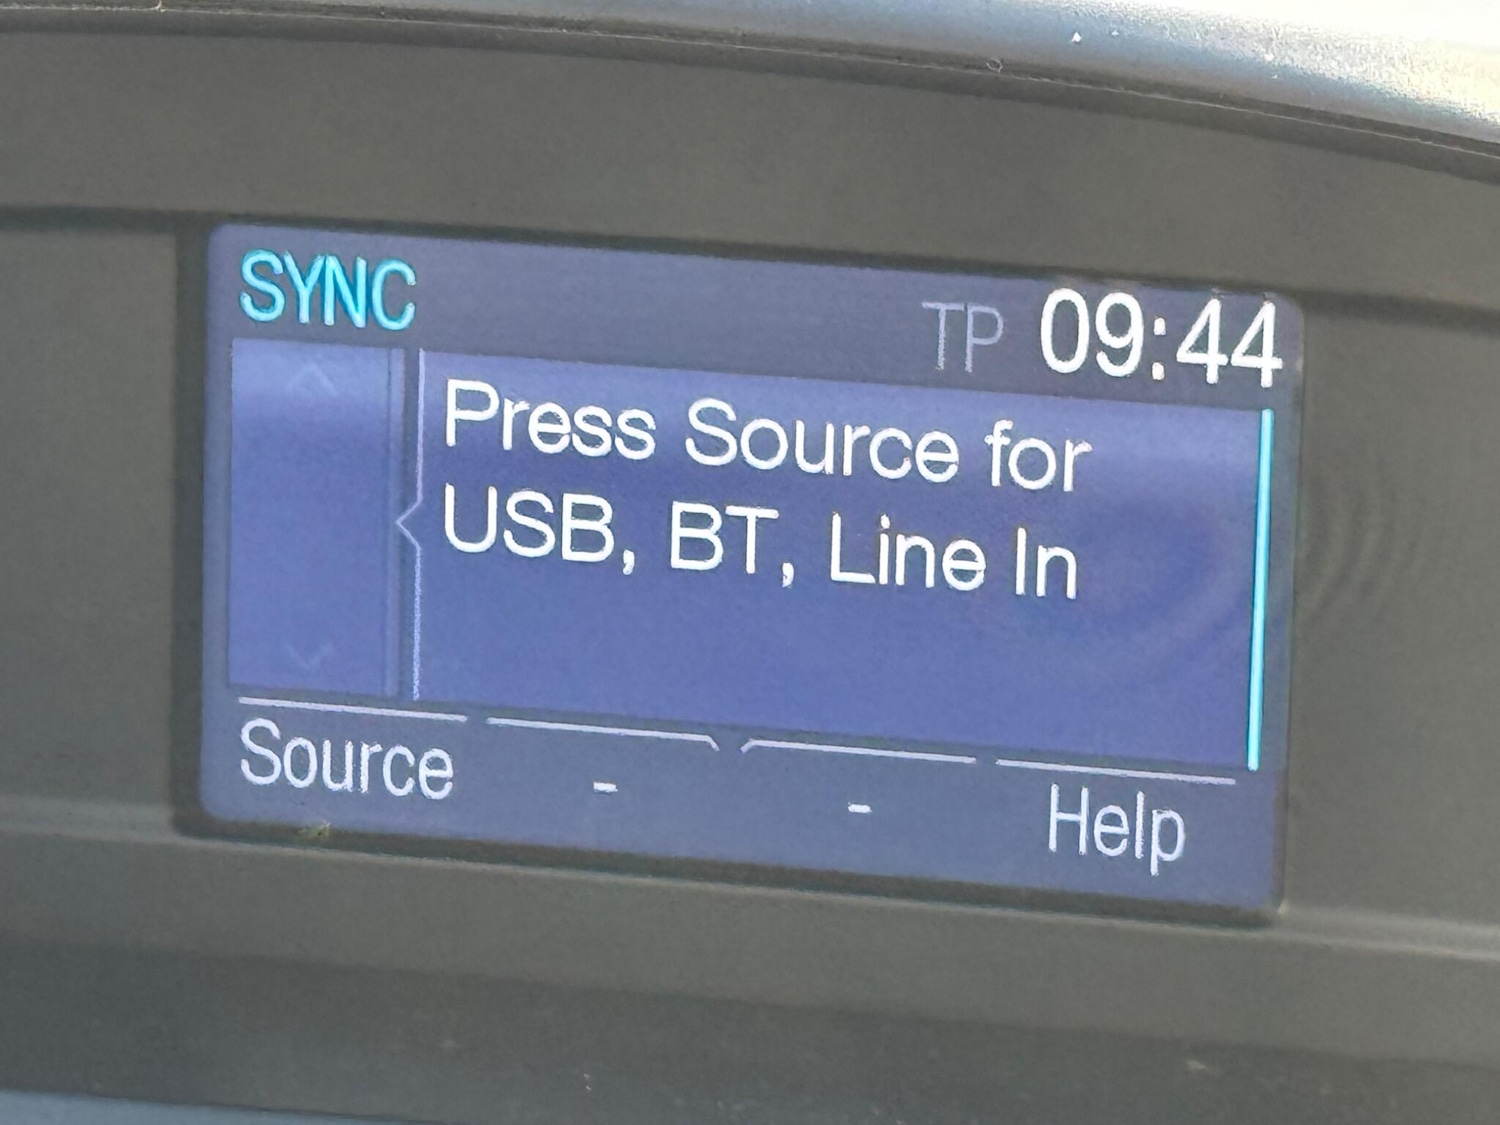 SYNC
TP 09:44
Press Source for
USB, BT, Line In
Source - - Help